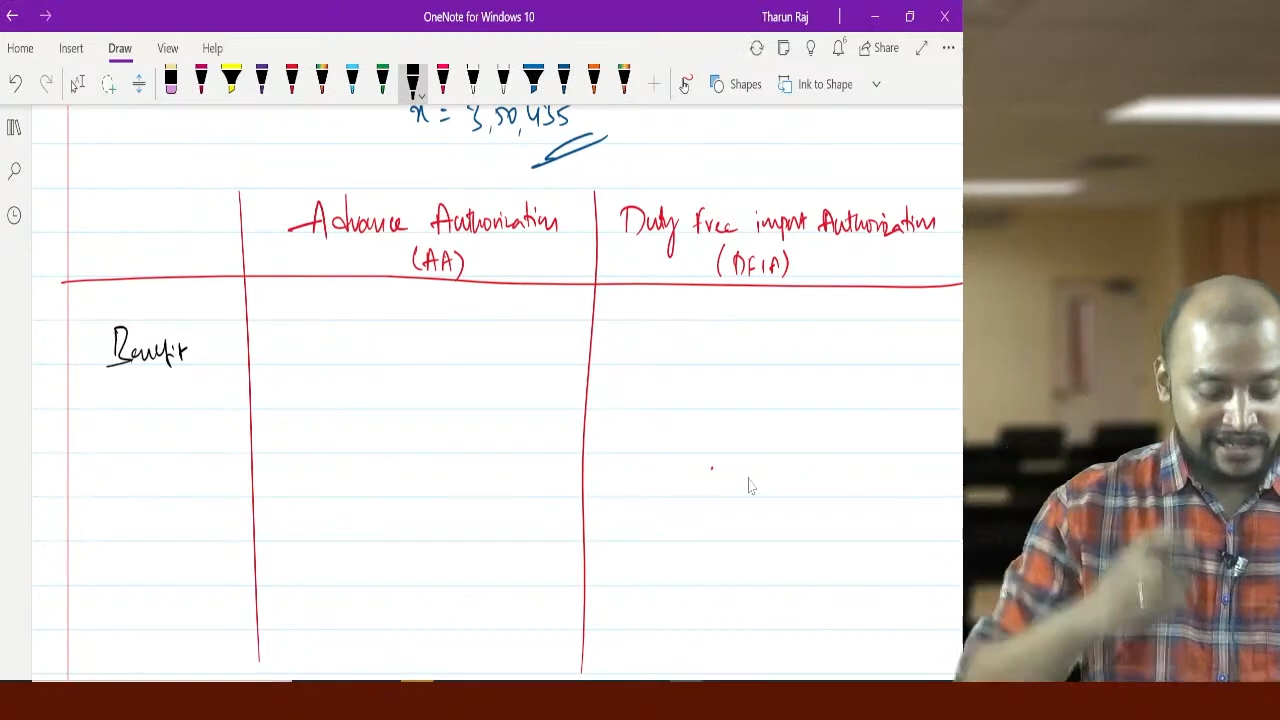 OneNote for Windows 10
Tharun Raj
Home Insert Draw View Help
6
Share
Shapes
Ink to Shape
x = 3,50,435
Advance Authorization
(AA)
Duty free import Authorization
(DFIA)
Benefit